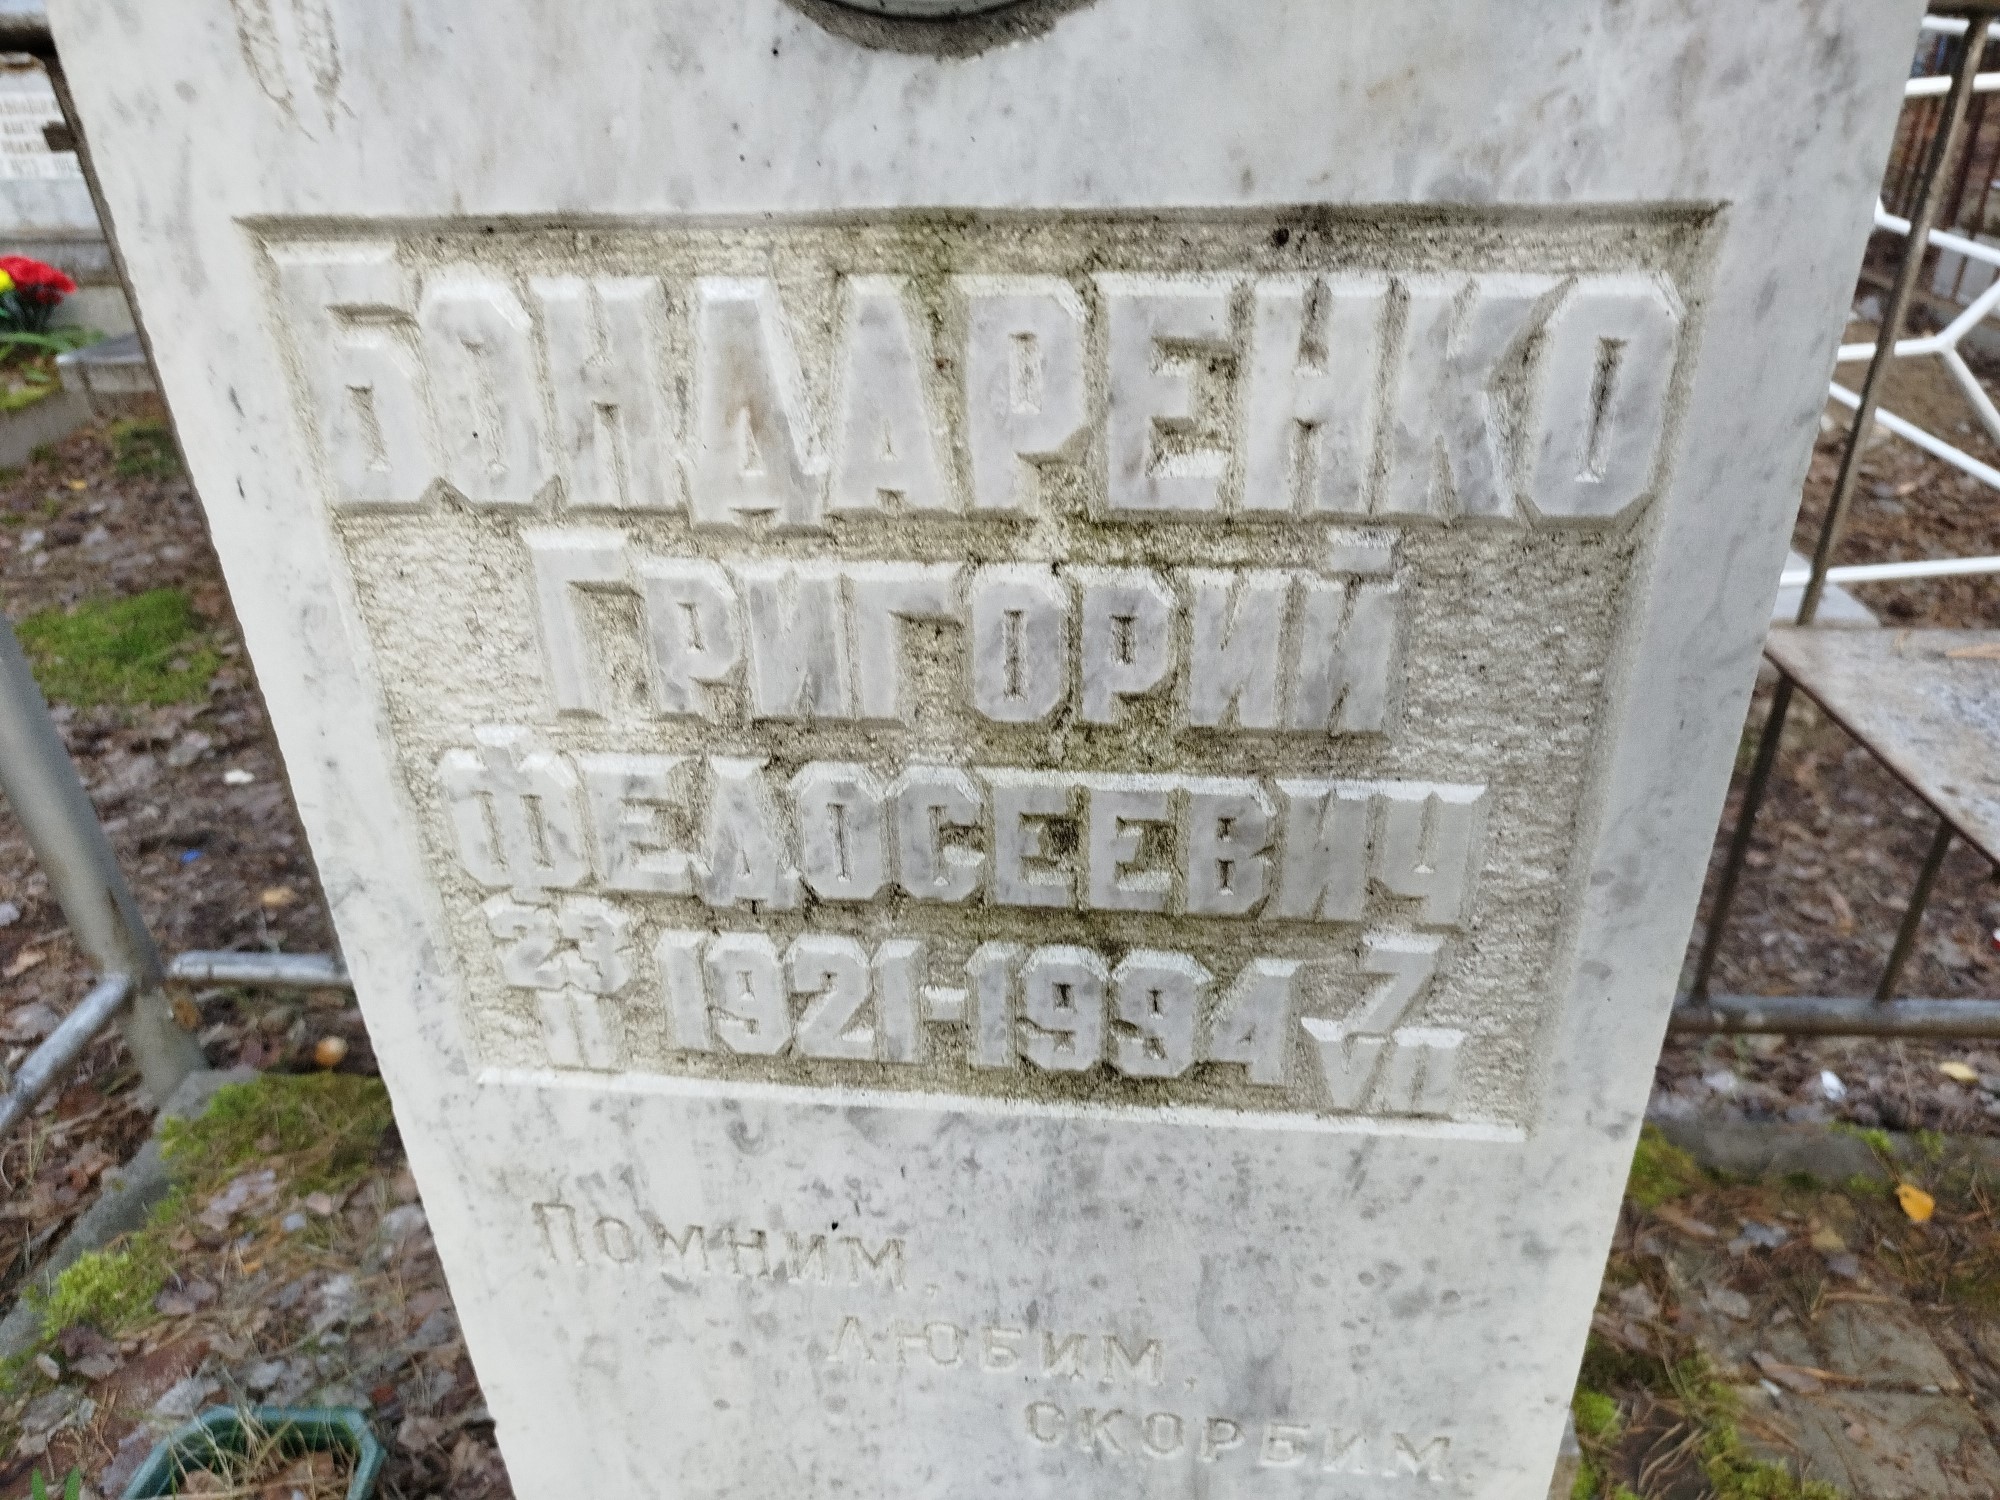 БОНДАРЕНКО
ГРИГОРИЙ
ФЕДОСЕЕВИЧ
23 II 1921-1994 7 VII
ПОМНИМ,
ЛЮБИМ,
СКОРБИМ.